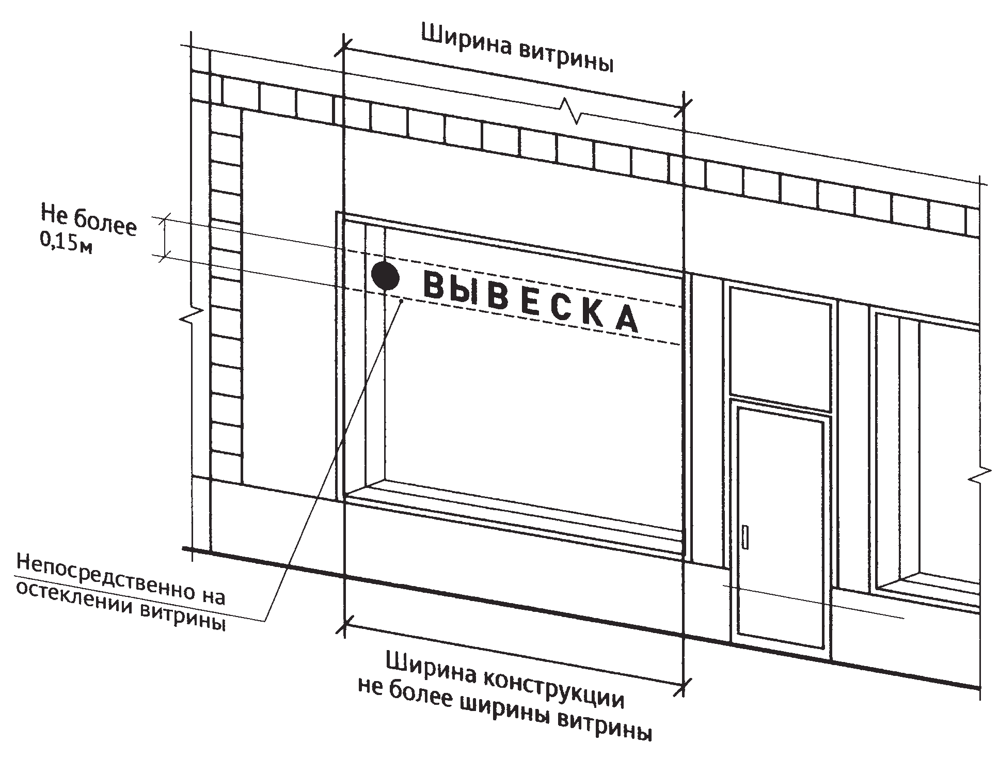 Ширина витрины
Не более
0,15м
ВЫВЕСКА
Непосредственно на
остеклении витрины
Ширина конструкции
не более ширины витрины